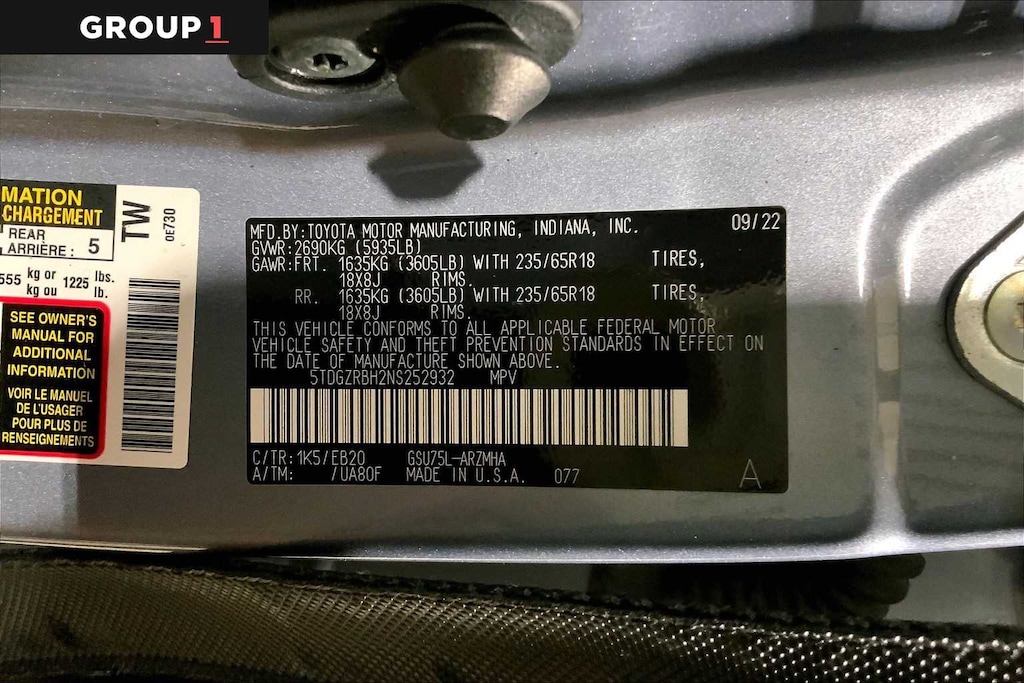 GROUP 1
MATION
CHARGEMENT
REAR
ARRIÈRE : 5
555 kg or 1225 lbs.
kg ou lb.
SEE OWNER'S
MANUAL FOR
ADDITIONAL
INFORMATION
VOIR LE MANUEL
DE L'USAGER
POUR PLUS DE
RENSEIGNEMENTS
TW
0E730
MFD.BY:TOYOTA MOTOR MANUFACTURING, INDIANA, INC. 09/22
GVWR:2690KG (5935LB)
GAWR:FRT. 1635KG (3605LB) WITH 235/65R18 TIRES,
18X8J RIMS.
RR. 1635KG (3605LB) WITH 235/65R18 TIRES,
18X8J RIMS.
THIS VEHICLE CONFORMS TO ALL APPLICABLE FEDERAL MOTOR
VEHICLE SAFETY AND THEFT PREVENTION STANDARDS IN EFFECT ON
THE DATE OF MANUFACTURE SHOWN ABOVE.
5TDGZRBH2NS252932 MPV
C/TR:1K5/EB20 GSU75L-ARZMHA
A/TM: /UA80F MADE IN U.S.A. 077
A